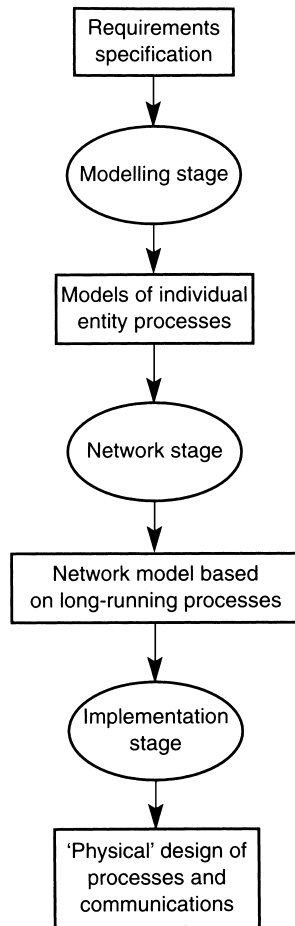 Requirements
specification
Modelling stage
Models of individual
entity processes
Network stage
Network model based
on long-running processes
Implementation
stage
‘Physical’ design of
processes and
communications